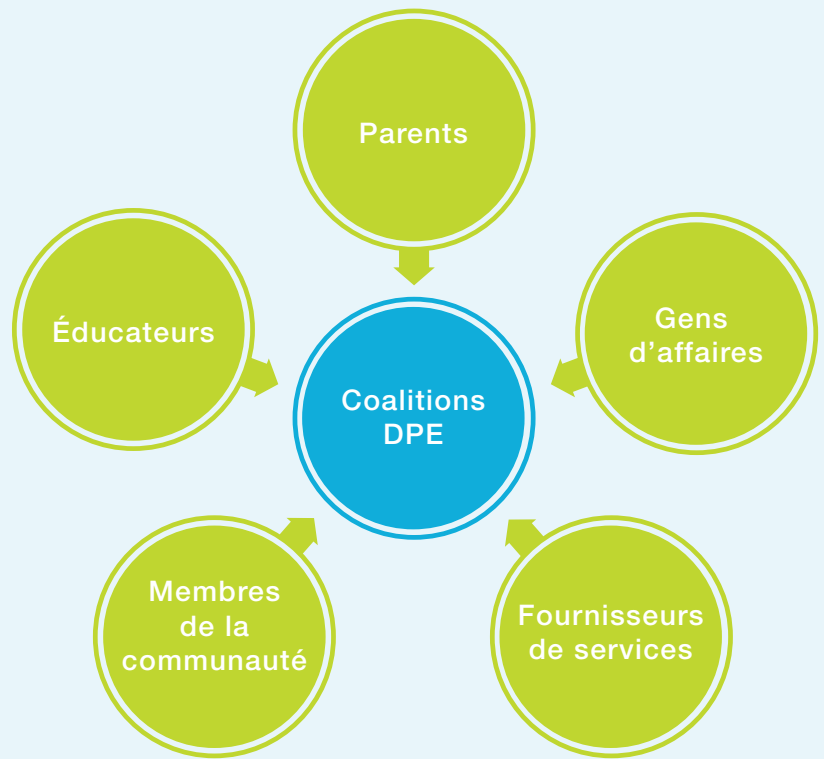 Parents
Éducateurs
Gens
d’affaires
Coalitions
DPE
Membres
de la
communauté
Fournisseurs
de services